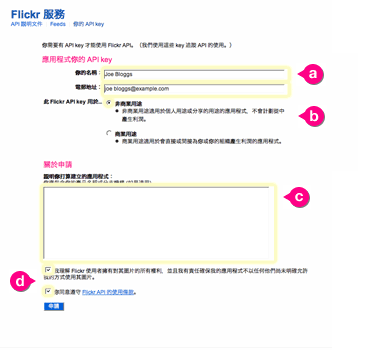 Flickr 服務
API 說明文件 Feeds 你的 API key
你需要有 API key 才能使用 Flickr API。（我們使用這些 key 追蹤 API 的使用。）
應用程式你的 API key
你的名稱： Joe Bloggs
a
電郵地址： joe bloggs@example.com
此 Flickr API key 用於... 非商業用途
非商業用途適用於個人用途或分享的用途的應用程式，不會計劃從中
產生利潤。
b
商業用途
商業用途適用於會直接或間接為你或你的組織產生利潤的應用程式。
關於申請
說明你打算建立的應用程式：
c
我理解 Flickr 使用者擁有對其圖片的所有權利，並且我有責任確保我的應用程式不以任何他們尚未明確允許
的方式使用其圖片。
d
你同意遵守 Flickr API 的使用條款。
申請